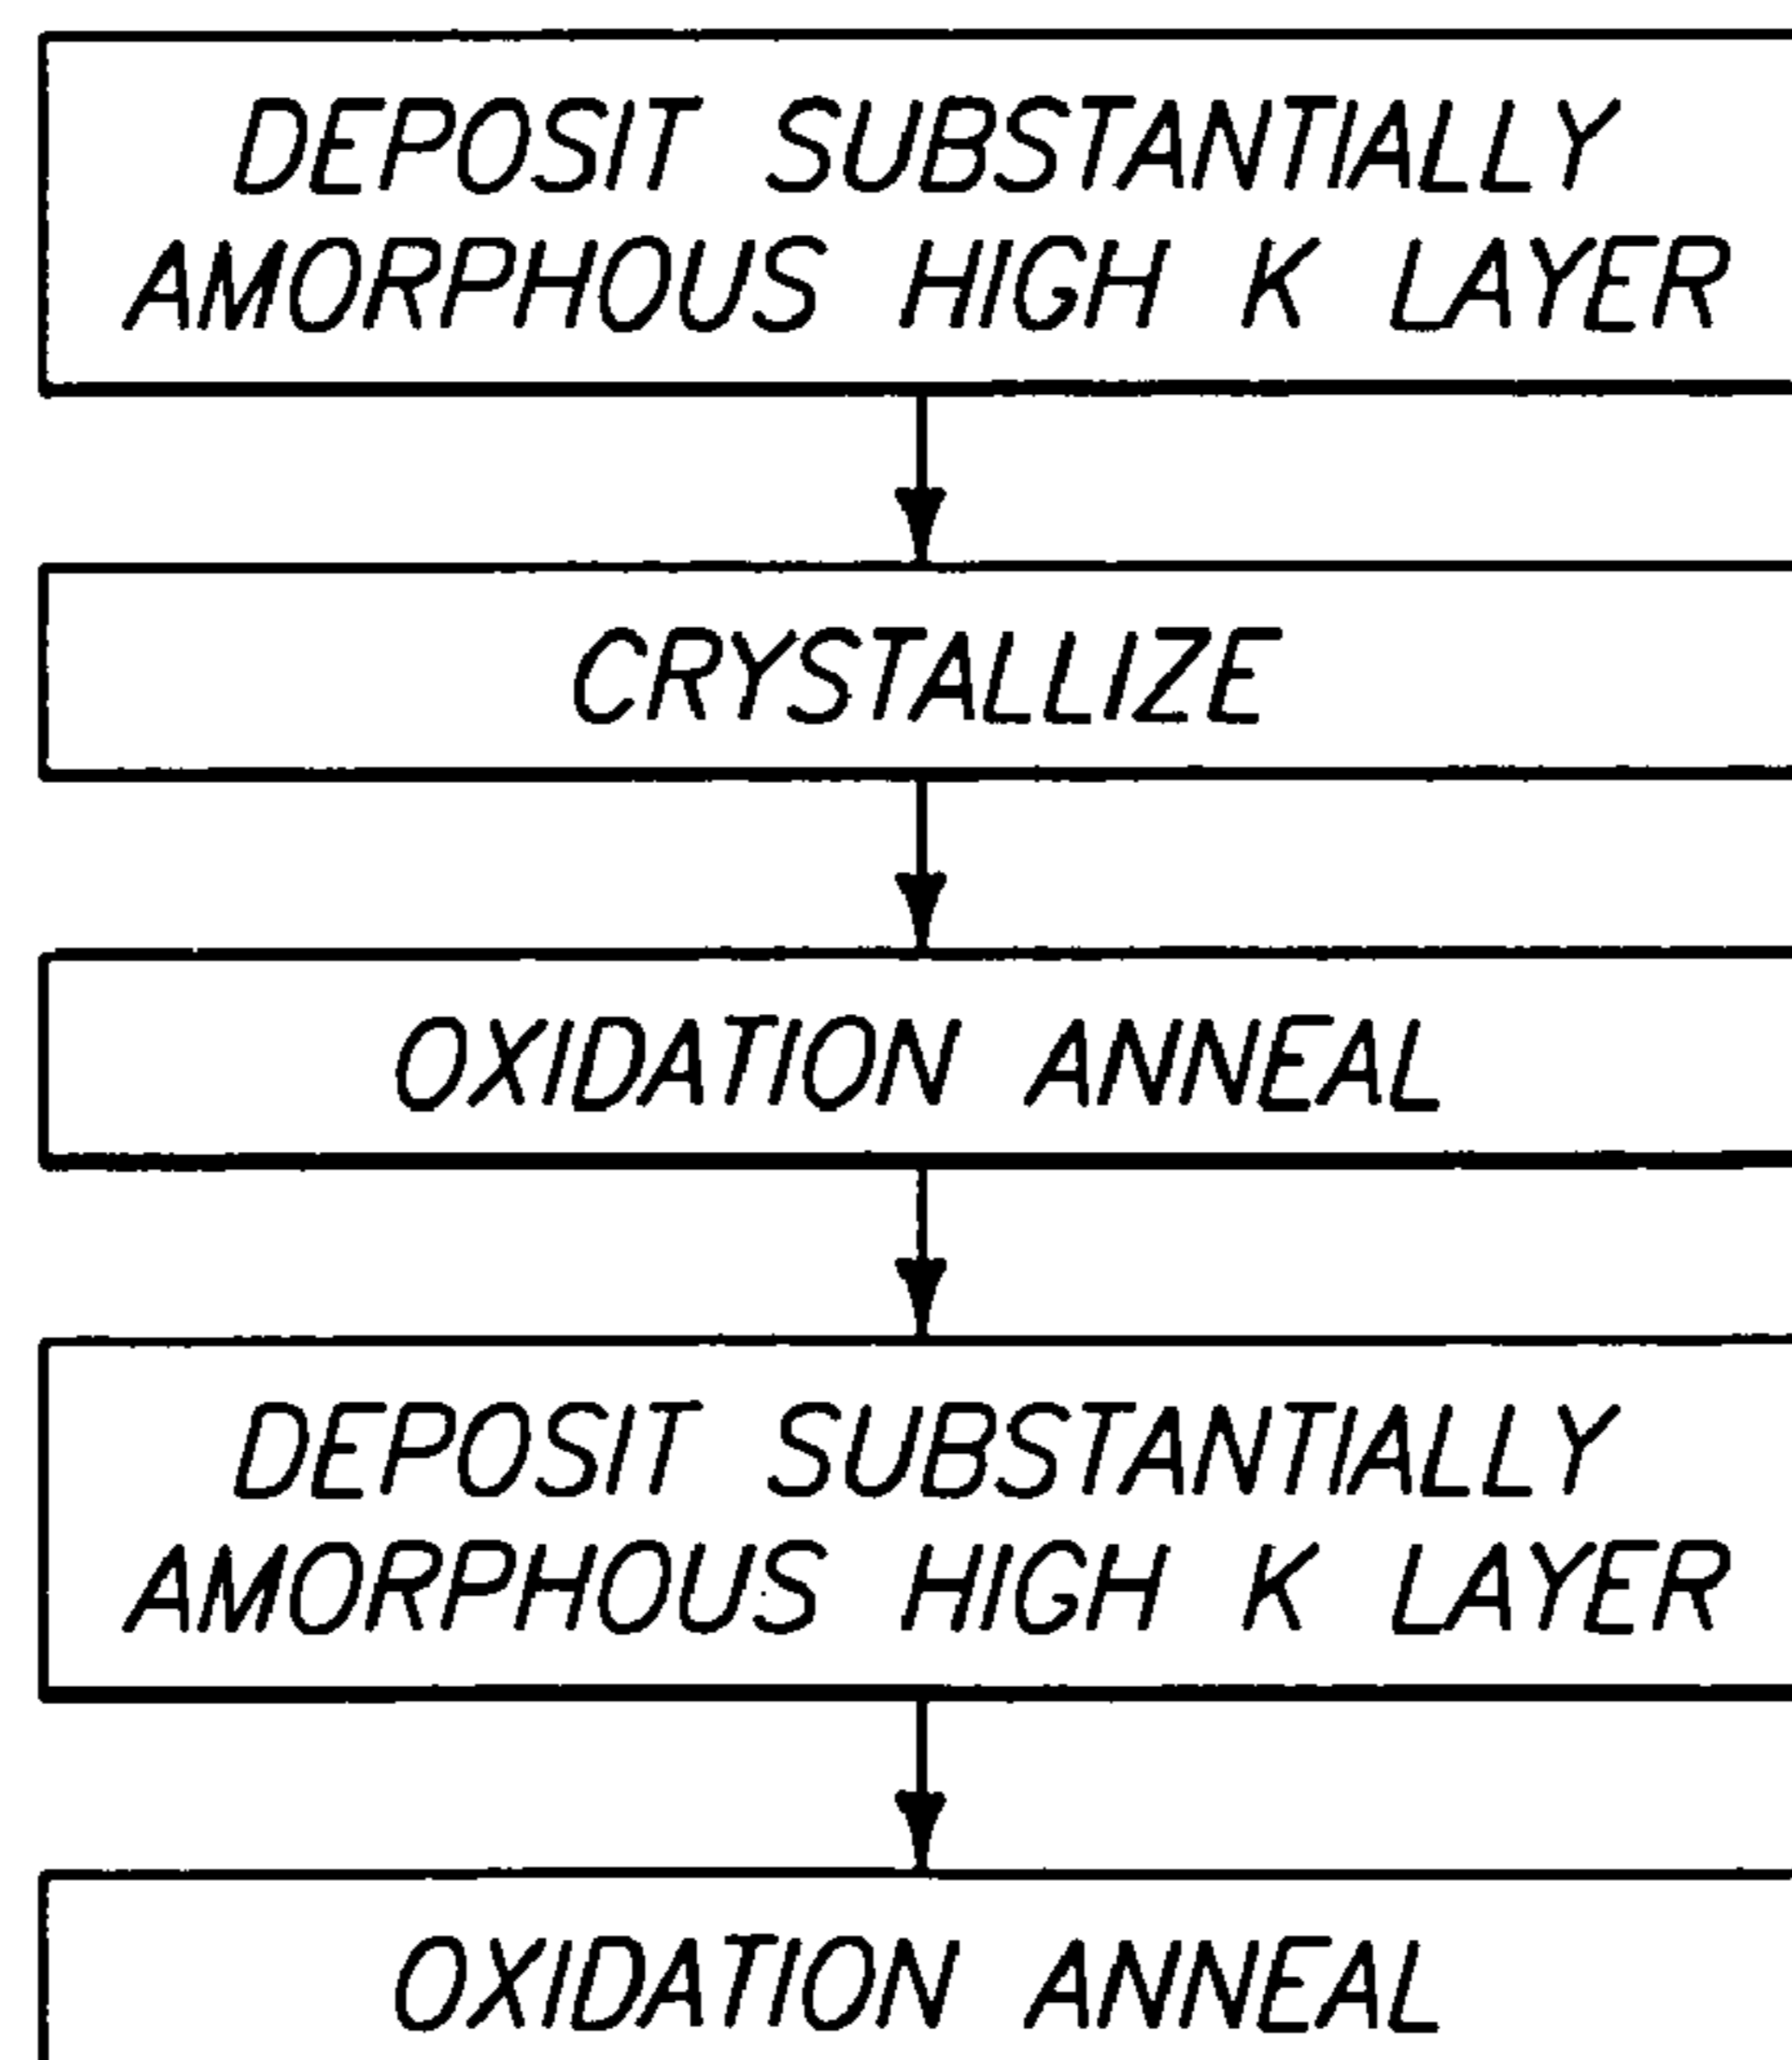 DEPOSIT SUBSTANTIALLY
AMORPHOUS HIGH K LAYER
CRYSTALLIZE
OXIDATION ANNEAL
DEPOSIT SUBSTANTIALLY
AMORPHOUS HIGH K LAYER
OXIDATION ANNEAL